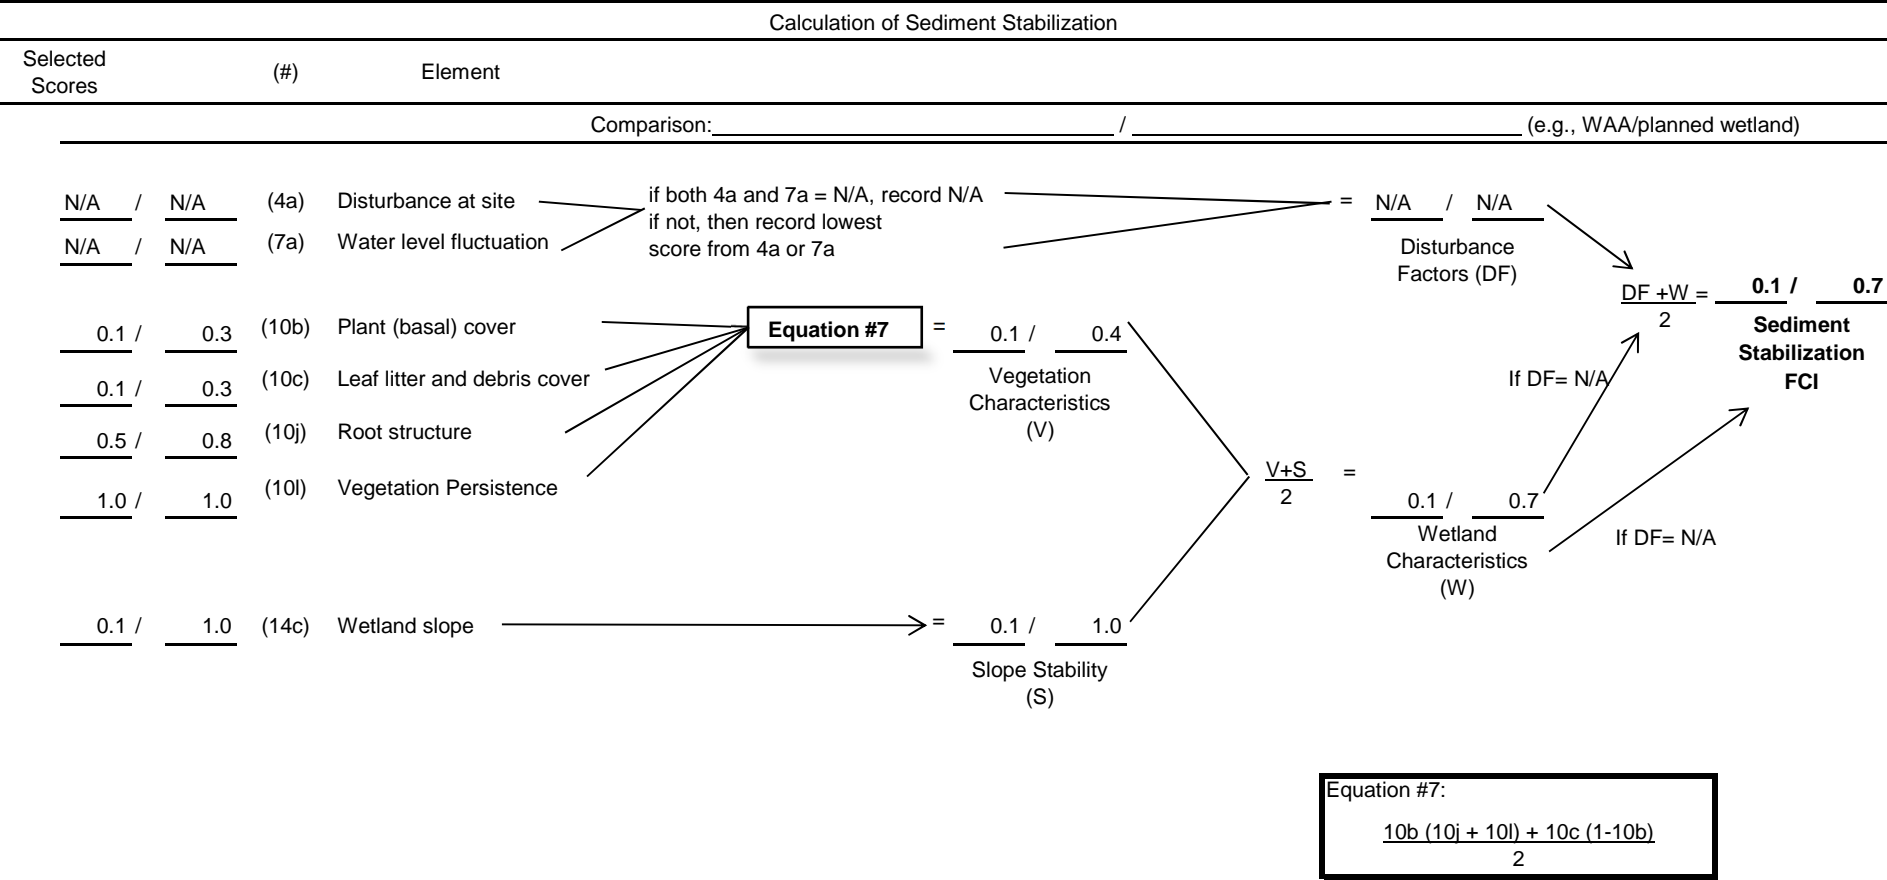 Calculation of Sediment Stabilization
Selected Scores (#) Element
Comparison: / (e.g., WAA/planned wetland)
N/A / N/A (4a) Disturbance at site
N/A / N/A (7a) Water level fluctuation
if both 4a and 7a = N/A, record N/A
if not, then record lowest
score from 4a or 7a
= N/A / N/A
Disturbance
Factors (DF)
0.1 / 0.3 (10b) Plant (basal) cover
0.1 / 0.3 (10c) Leaf litter and debris cover
0.5 / 0.8 (10j) Root structure
1.0 / 1.0 (10l) Vegetation Persistence
Equation #7 = 0.1 / 0.4
Vegetation
Characteristics
(V)
0.1 / 1.0 (14c) Wetland slope = 0.1 / 1.0
Slope Stability
(S)
V+S =
2
0.1 / 0.7
Wetland
Characteristics
(W)
DF +W = 0.1 / 0.7
2
Sediment
Stabilization
FCI
If DF= N/A
If DF= N/A
Equation #7:
10b (10j + 10l) + 10c (1-10b)
2